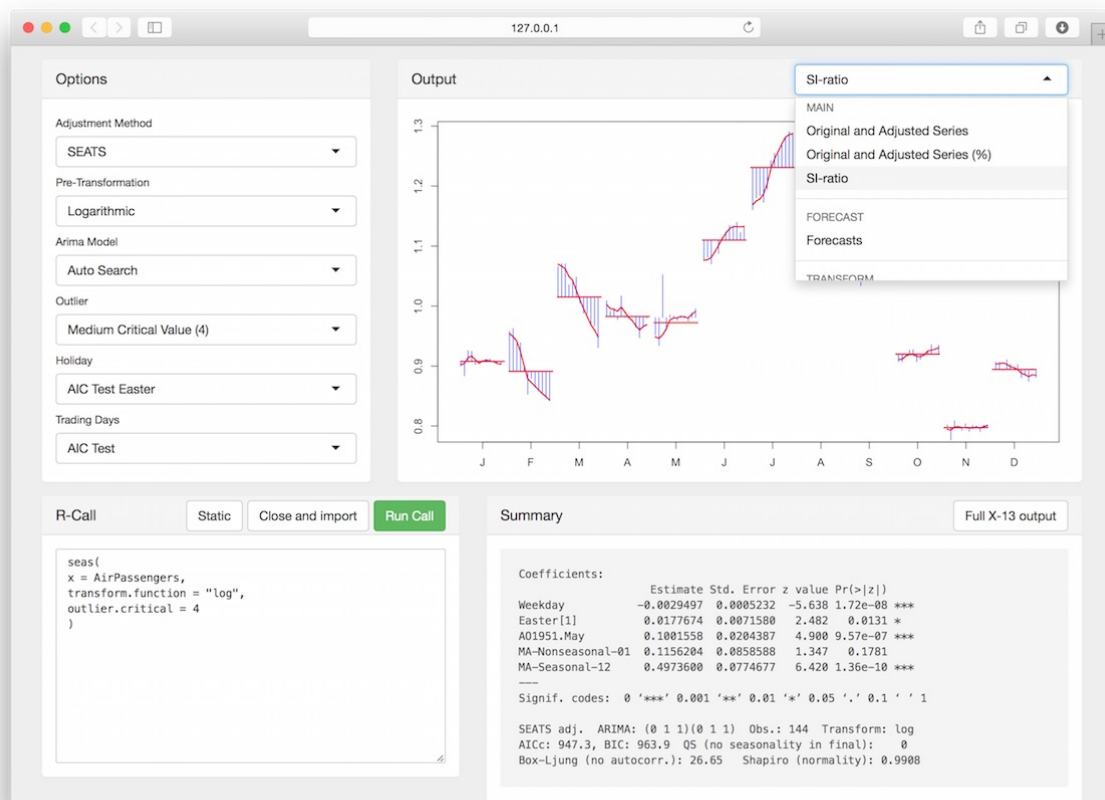 127.0.0.1
Options
Adjustment Method
SEATS
Pre-Transformation
Logarithmic
Arima Model
Auto Search
Outlier
Medium Critical Value (4)
Holiday
AIC Test Easter
Trading Days
AIC Test
Output
SI-ratio
MAIN
Original and Adjusted Series
Original and Adjusted Series (%)
SI-ratio
FORECAST
Forecasts
TRANSFORM
1.3
1.2
1.1
1.0
0.9
0.8
J F M A M J J A S O N D
R-Call
Static
Close and import
Run Call
seas(
x = AirPassengers,
transform.function = "log",
outlier.critical = 4
)
Summary
Full X-13 output
Coefficients:
Estimate Std. Error z value Pr(>|z|)
Weekday -0.0029497 0.0005232 -5.638 1.72e-08 ***
Easter[1] 0.0177674 0.0071580 2.482 0.0131 *
AO1951.May 0.1001558 0.0204387 4.900 9.57e-07 ***
MA-Nonseasonal-01 0.1156204 0.0858588 1.347 0.1781
MA-Seasonal-12 0.4973600 0.0774677 6.420 1.36e-10 ***
---
Signif. codes: 0 ‘***’ 0.001 ‘**’ 0.01 ‘*’ 0.05 ‘.’ 0.1 ‘ ’ 1
SEATS adj. ARIMA: (0 1 1)(0 1 1) Obs.: 144 Transform: log
AICc: 947.3, BIC: 963.9 QS (no seasonality in final): 0
Box-Ljung (no autocorr.): 26.65 Shapiro (normality): 0.9908